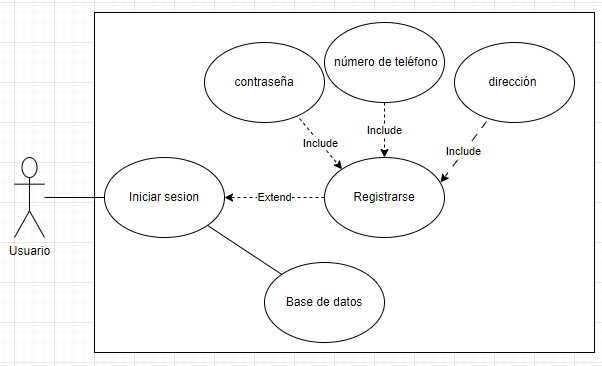 contraseña
número de teléfono
dirección
Include
Include
Include
Iniciar sesion
Extend
Registrarse
Usuario
Base de datos